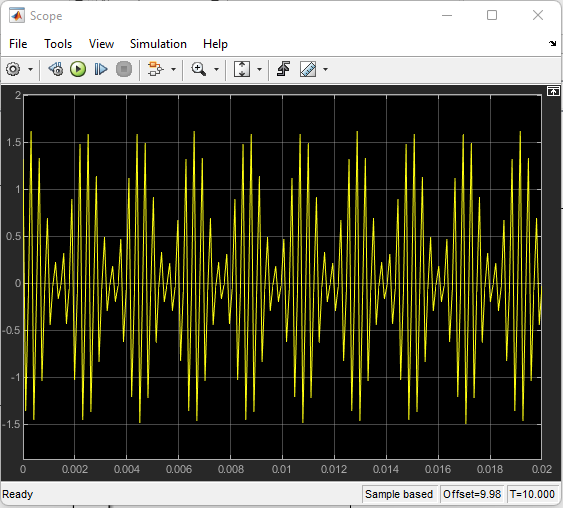 Scope
File Tools View Simulation Help
2
1.5
1
0.5
0
-0.5
-1
-1.5
0 0.002 0.004 0.006 0.008 0.01 0.012 0.014 0.016 0.018 0.02
Ready Sample based Offset=9.98 T=10.000